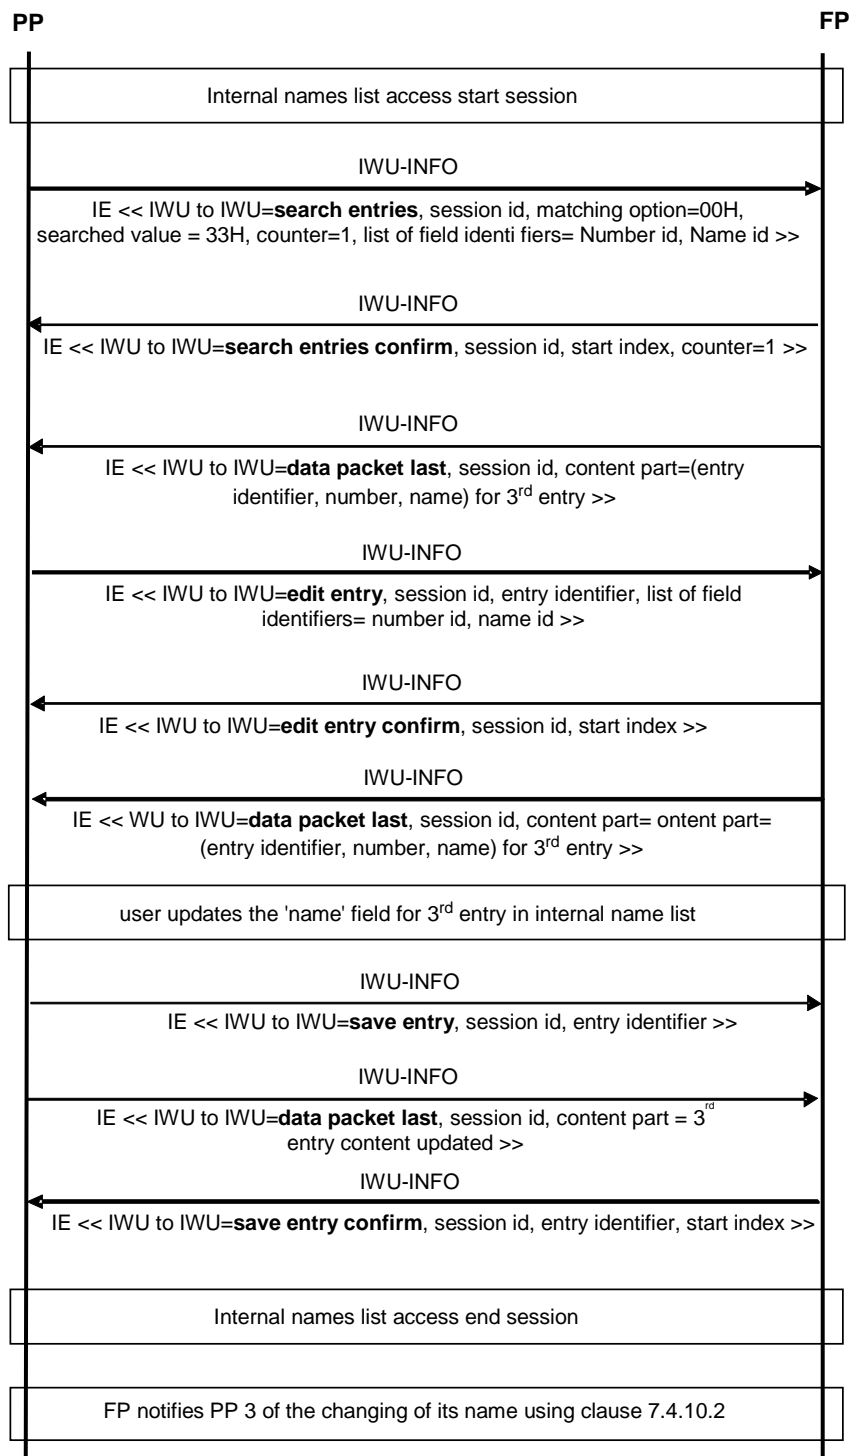 PP FP
Internal names list access start session
IWU-INFO
IE << IWU to IWU=search entries, session id, matching option=00H,
searched value = 33H, counter=1, list of field identi fiers= Number id, Name id >>
IWU-INFO
IE << IWU to IWU=search entries confirm, session id, start index, counter=1 >>
IWU-INFO
IE << IWU to IWU=data packet last, session id, content part=(entry
identifier, number, name) for 3rd entry >>
IWU-INFO
IE << IWU to IWU=edit entry, session id, entry identifier, list of field
identifiers= number id, name id >>
IWU-INFO
IE << IWU to IWU=edit entry confirm, session id, start index >>
IWU-INFO
IE << WU to IWU=data packet last, session id, content part= ontent part=
(entry identifier, number, name) for 3rd entry >>
user updates the 'name' field for 3rd entry in internal name list
IWU-INFO
IE << IWU to IWU=save entry, session id, entry identifier >>
IWU-INFO
IE << IWU to IWU=data packet last, session id, content part = 3rd
entry content updated >>
IWU-INFO
IE << IWU to IWU=save entry confirm, session id, entry identifier, start index >>
Internal names list access end session
FP notifies PP 3 of the changing of its name using clause 7.4.10.2